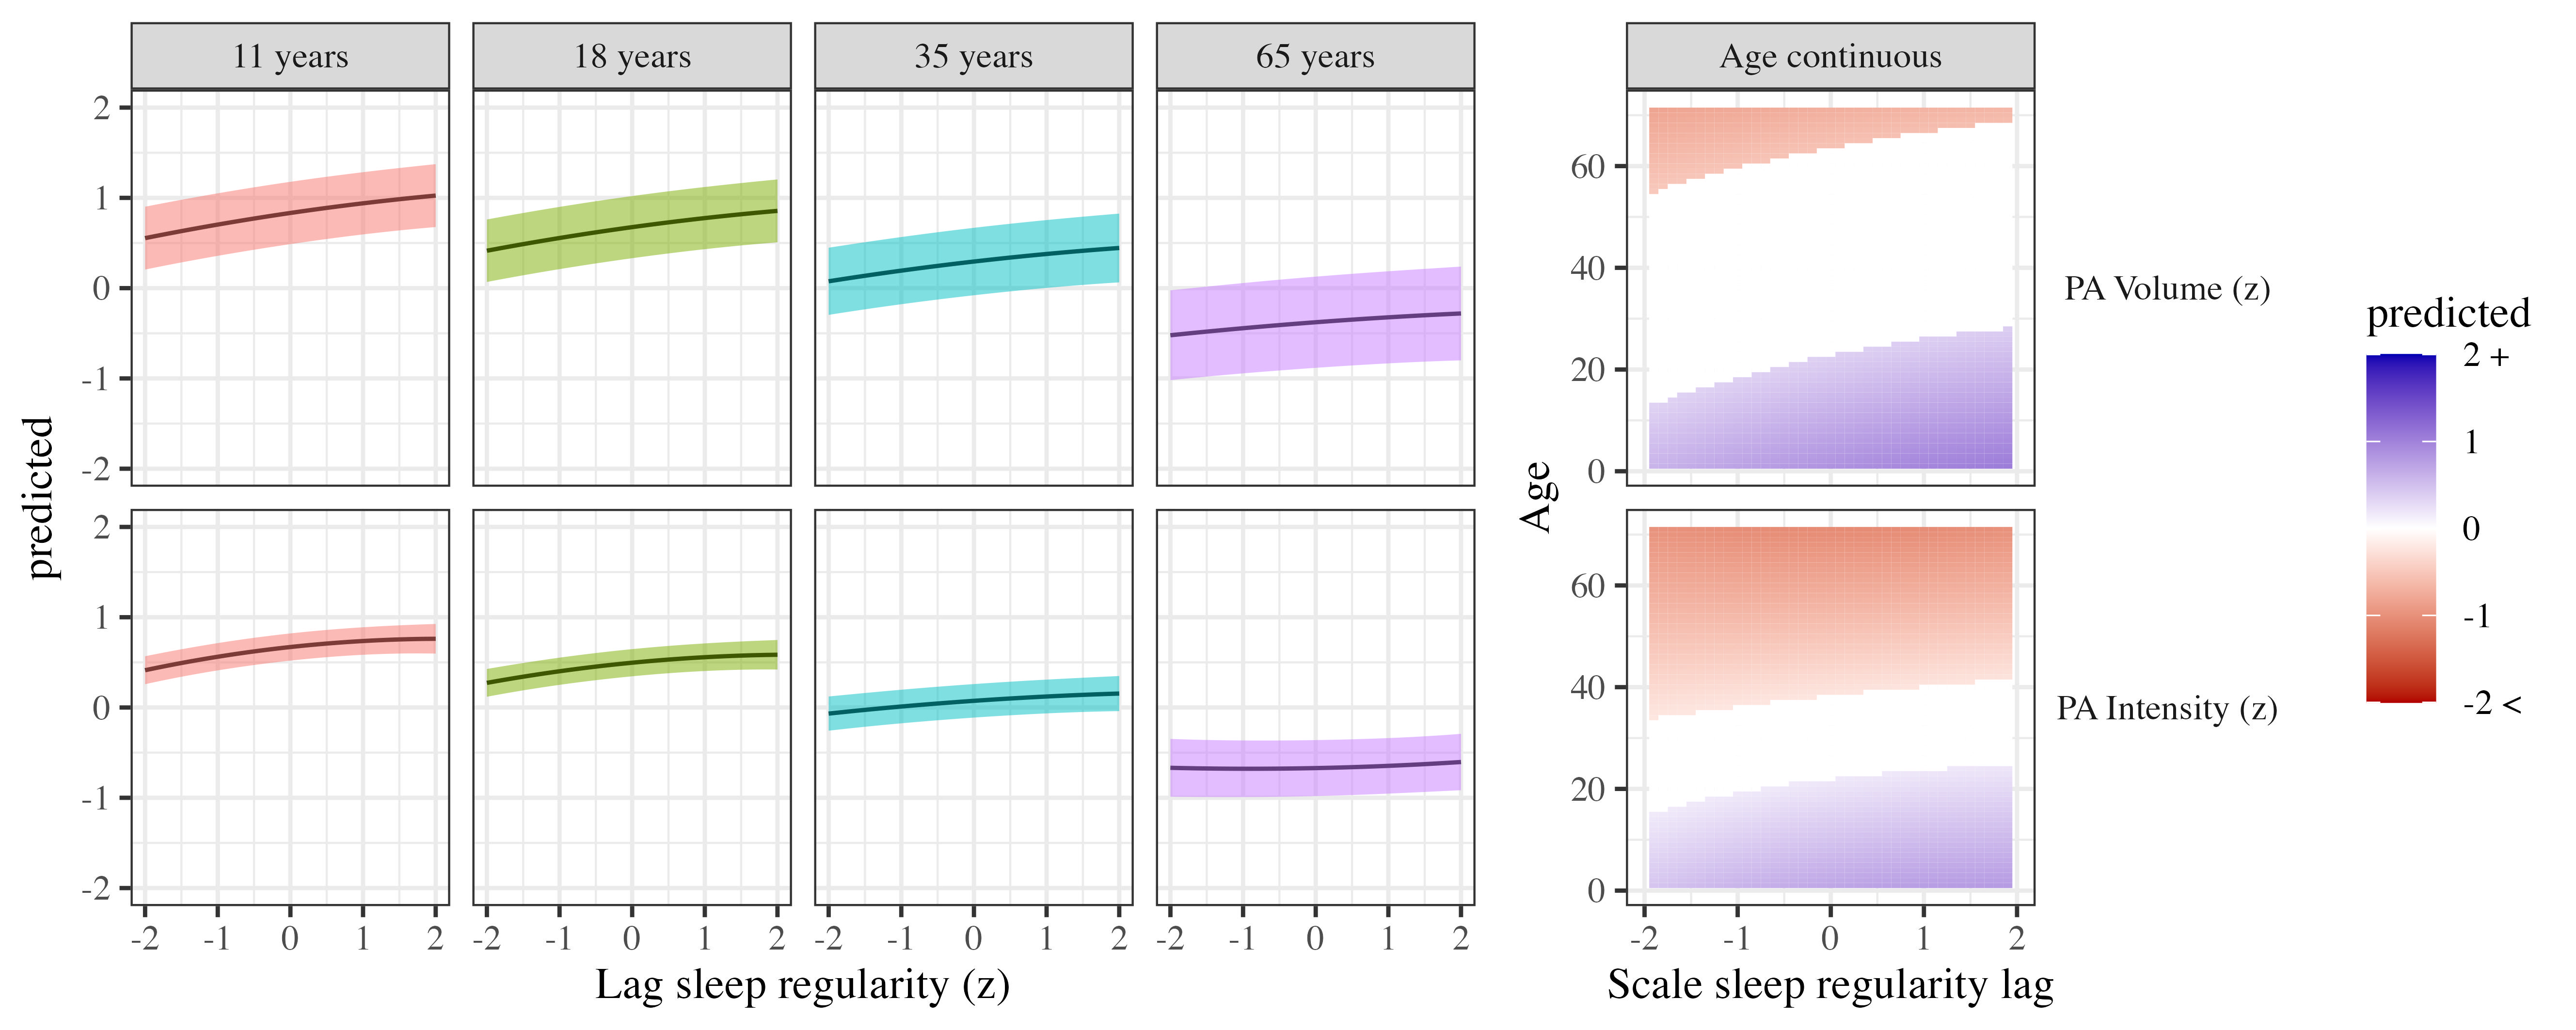 11 years
18 years
35 years
65 years
Age continuous
predicted
2
1
0
-1
-2
2
1
0
-1
-2
-2 -1 0 1 2
-2 -1 0 1 2
-2 -1 0 1 2
-2 -1 0 1 2
Lag sleep regularity (z)
Age
60
40
20
0
60
40
20
0
-2 -1 0 1 2
Scale sleep regularity lag
PA Volume (z)
PA Intensity (z)
predicted
2 +
1
0
-1
-2 <